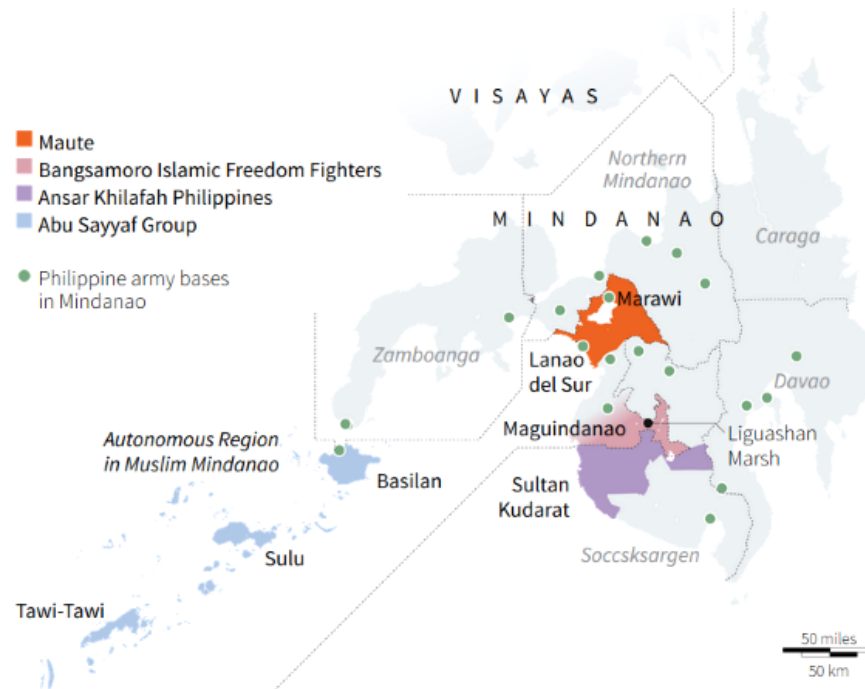 VISAYAS
Maute
Bangsamoro Islamic Freedom Fighters
Ansar Khilafah Philippines
Abu Sayyaf Group
Philippine army bases
in Mindanao
Northern
Mindanao
MINDANAO
Caraga
Marawi
Zamboanga
Lanao
del Sur
Davao
Maguindanao
Liguashan
Marsh
Autonomous Region
in Muslim Mindanao
Basilan
Sultan
Kudarat
Sulu
Soccsksargen
Tawi-Tawi
50 miles
50 km